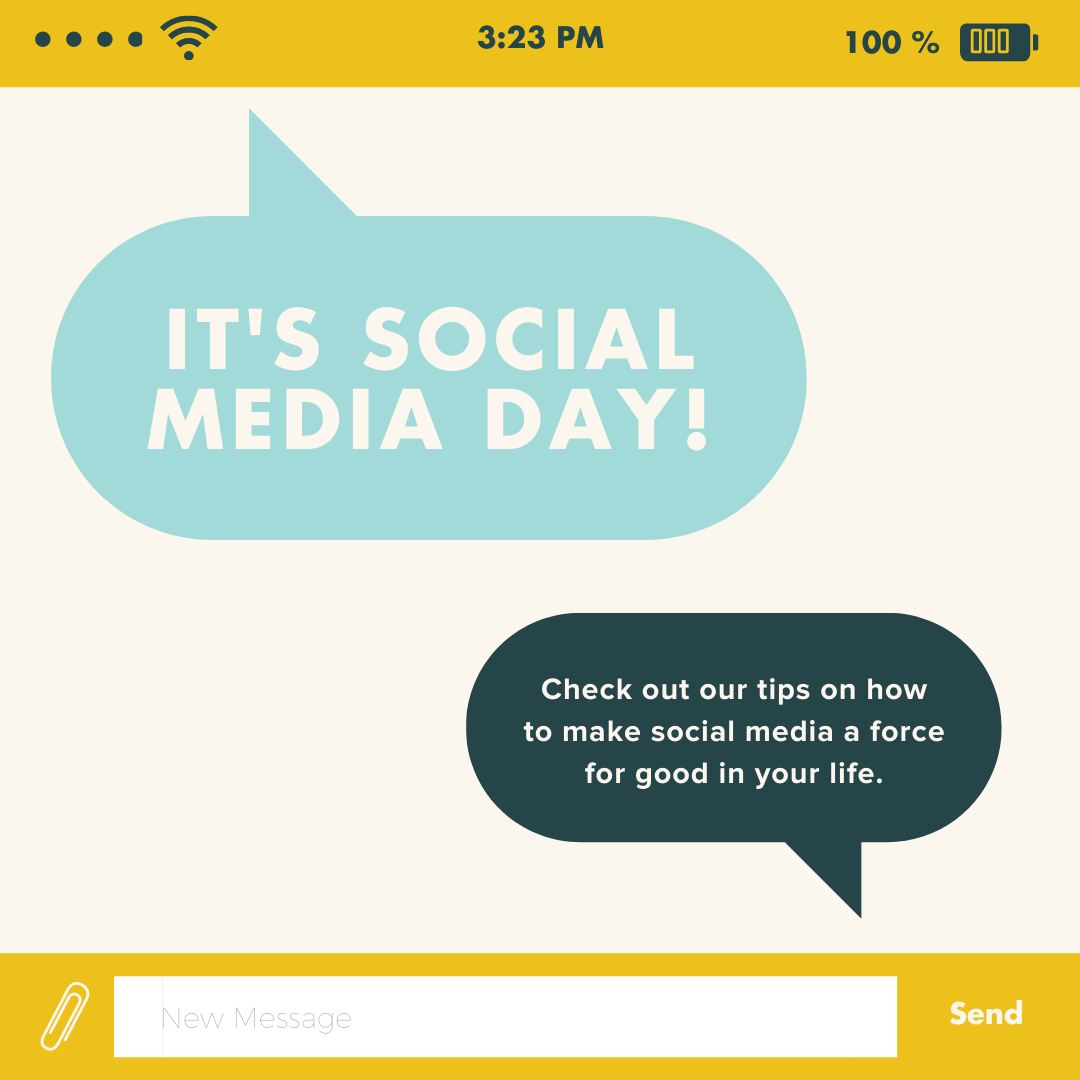 3:23 PM
100 %
IT'S SOCIAL
MEDIA DAY!
Check out our tips on how
to make social media a force
for good in your life.
New Message
Send